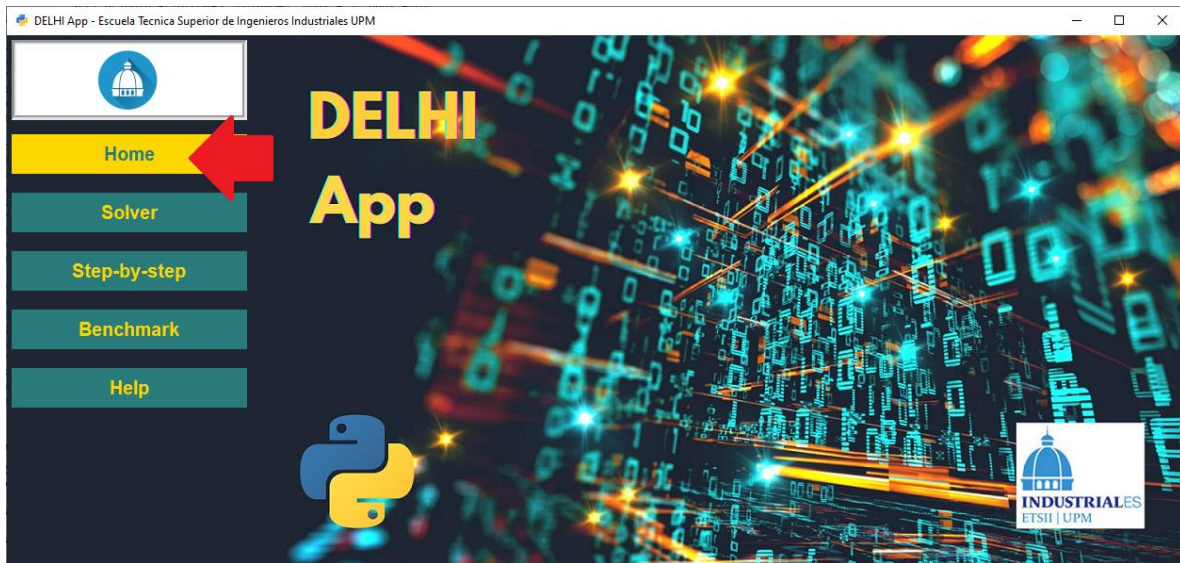 DELHI App - Escuela Tecnica Superior de Ingenieros Industriales UPM
Home
Solver
Step-by-step
Benchmark
Help
DELHI
App
INDUSTRIALES
ETSII | UPM